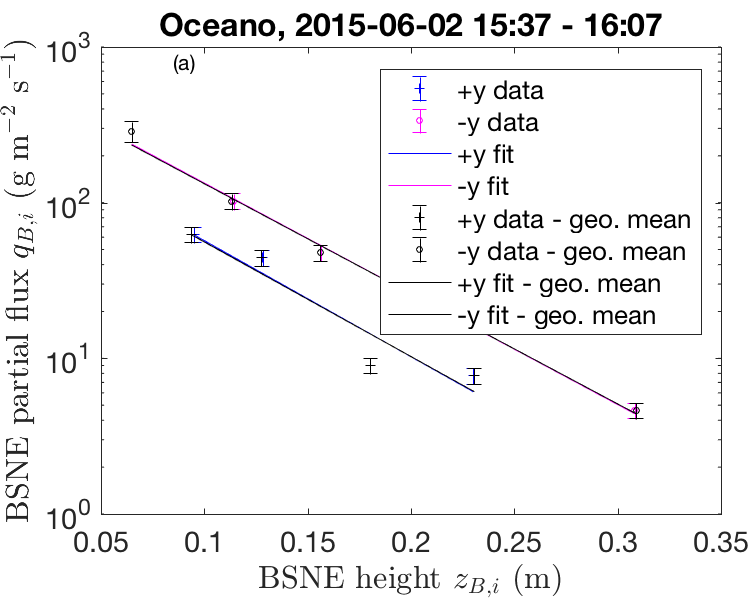 Oceano, 2015-06-02 15:37 - 16:07
(a)
+y data
-y data
+y fit
-y fit
+y data - geo. mean
-y data - geo. mean
+y fit - geo. mean
-y fit - geo. mean
10³
10²
10¹
10⁰
BSNE partial flux q_{B,i} (g m⁻² s⁻¹)
0.05 0.1 0.15 0.2 0.25 0.3 0.35
BSNE height z_{B,i} (m)